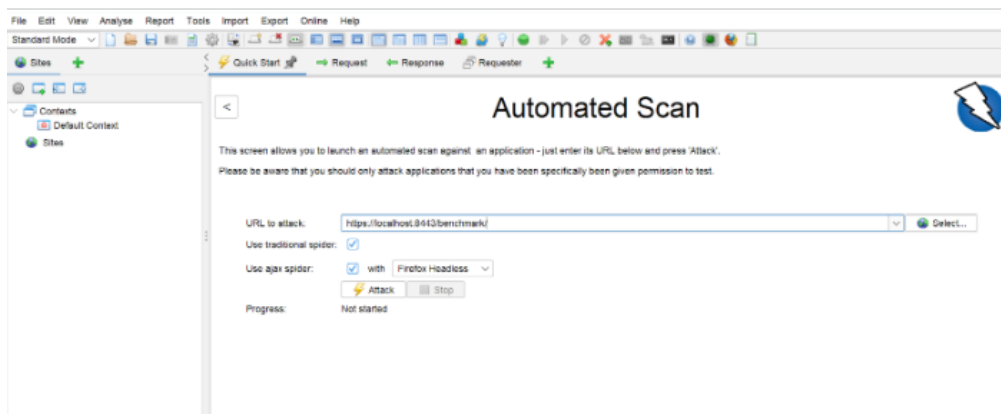 File Edit View Analyse Report Tools Import Export Online Help
Standard Mode
Sites
Quick Start Request Response Requester
Contexts
Default Context
Sites
<
Automated Scan
This screen allows you to launch an automated scan against an application - just enter its URL below and press 'Attack'.
Please be aware that you should only attack applications that you have been specifically been given permission to test.
URL to attack: https://localhost:8443/benchmark/ Select...
Use traditional spider:
Use ajax spider: with Firefox Headless
Attack Stop
Progress: Not started